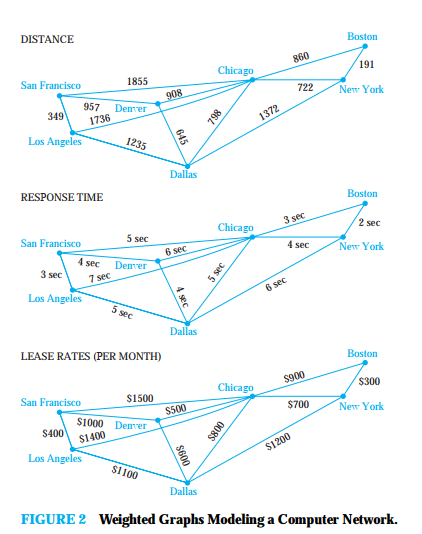 DISTANCE
Boston
860
191
Chicago
San Francisco
1855
908
722
New York
957
Denver
349
1736
798
1372
Los Angeles
1235
645
Dallas
RESPONSE TIME
Boston
3 sec
2 sec
Chicago
San Francisco
5 sec
6 sec
4 sec
New York
4 sec
Denver
3 sec
7 sec
5 sec
6 sec
Los Angeles
5 sec
4 sec
Dallas
LEASE RATES (PER MONTH)
Boston
$900
$300
Chicago
San Francisco
$1500
$500
$700
New York
$1000
Denver
$400
$1400
$800
$1200
Los Angeles
$1100
$600
Dallas
FIGURE 2 Weighted Graphs Modeling a Computer Network.